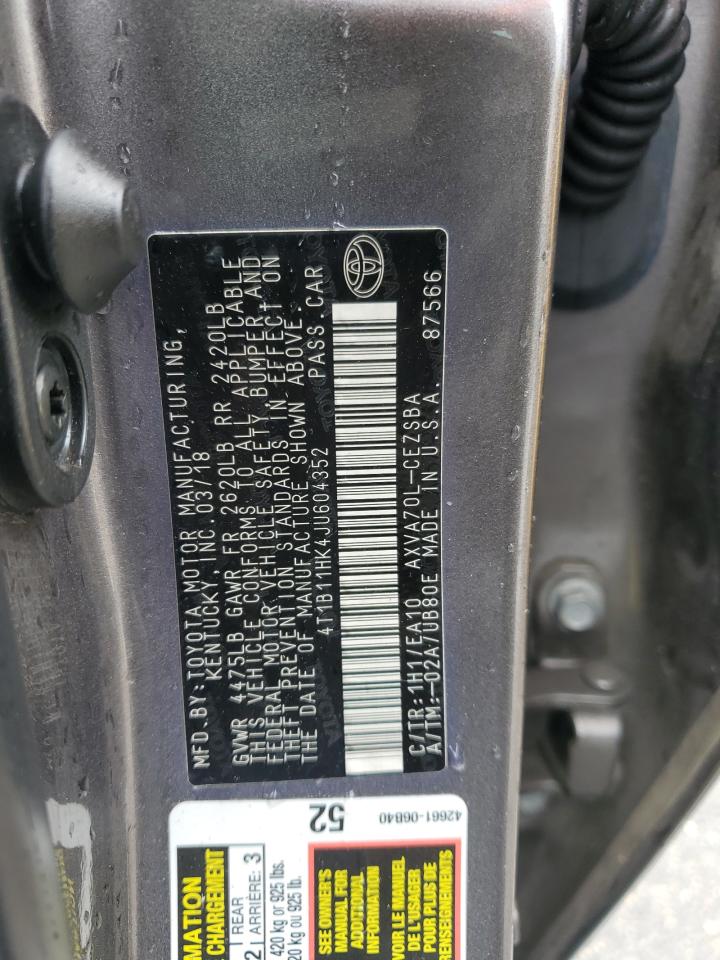 MFD.BY:TOYOTA MOTOR MANUFACTURING,
KENTUCKY, INC. 03/18
GVWR 4475LB GAWR FR 2620LB RR 2420LB
THIS VEHICLE CONFORMS TO ALL APPLICABLE
FEDERAL MOTOR VEHICLE SAFETY, BUMPER AND
THEFT PREVENTION STANDARDS IN EFFECT ON
THE DATE OF MANUFACTURE SHOWN ABOVE.
4T1B11HK4JU604352 PASS.CAR
C/TR:1H1/EA10 AXVA70L-CEZSBA
A/TM:-02A/UB80E MADE IN U.S.A. 87566
52
42661-06B40
CHARGEMENT
REAR
ARRIÈRE: 3
420 kg or 925 lbs.
420 kg ou 925 lb.
SEE OWNER'S
MANUAL FOR
ADDITIONAL
INFORMATION
VOIR LE MANUEL
DE L'USAGER
POUR PLUS DE
RENSEIGNEMENTS